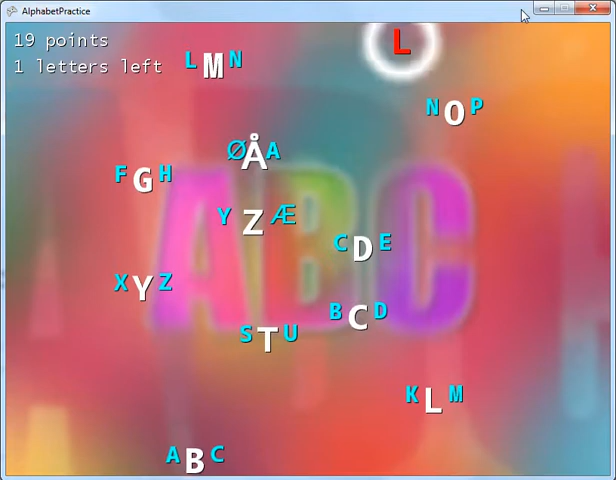 AlphabetPractice
19 points
1 letters left
L M N
L
N O P
Ø Å A
F G H
Y Z Æ
C D E
X Y Z
B C D
S T U
K L M
A B C
ABC